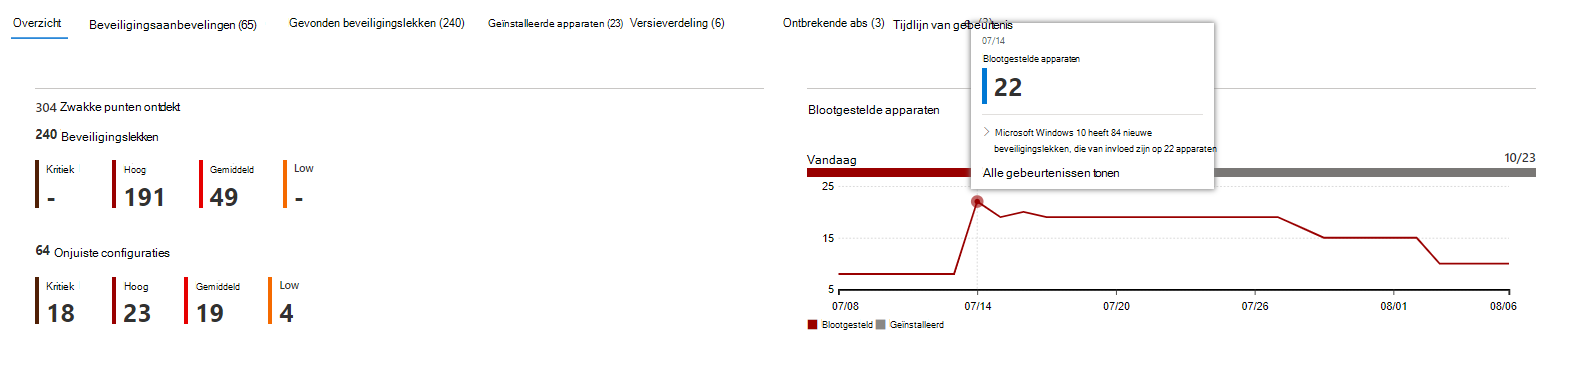 Overzicht Beveiligingsaanbevelingen (65) Gevonden beveiligingslekken (240) Geïnstalleerde apparaten (23) Versieverdeling (6) Ontbrekende abs (3) Tijdlijn van gebeurtenis
304 Zwakke punten ontdekt
240 Beveiligingslekken
Kritiek Hoog Gemiddeld Low
- 191 49 -
64 Onjuiste configuraties
Kritiek Hoog Gemiddeld Low
18 23 19 4
Blootgestelde apparaten
07/14
Blootgestelde apparaten
22
Microsoft Windows 10 heeft 84 nieuwe
beveiligingslekken, die van invloed zijn op 22 apparaten
Alle gebeurtenissen tonen
Vandaag 10/23
25
15
5
07/08 07/14 07/20 07/26 08/01 08/06
Blootgesteld Geïnstalleerd